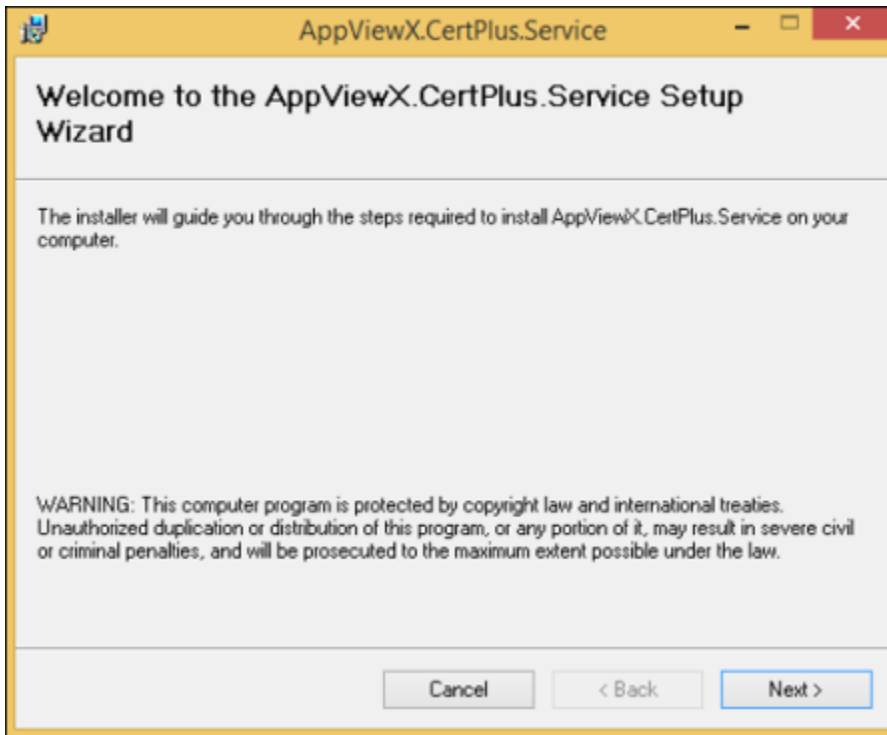 AppViewX.CertPlus.Service
Welcome to the AppViewX.CertPlus.Service Setup
Wizard
The installer will guide you through the steps required to install AppViewX.CertPlus.Service on your
computer.
WARNING: This computer program is protected by copyright law and international treaties.
Unauthorized duplication or distribution of this program, or any portion of it, may result in severe civil
or criminal penalties, and will be prosecuted to the maximum extent possible under the law.
Cancel < Back Next >